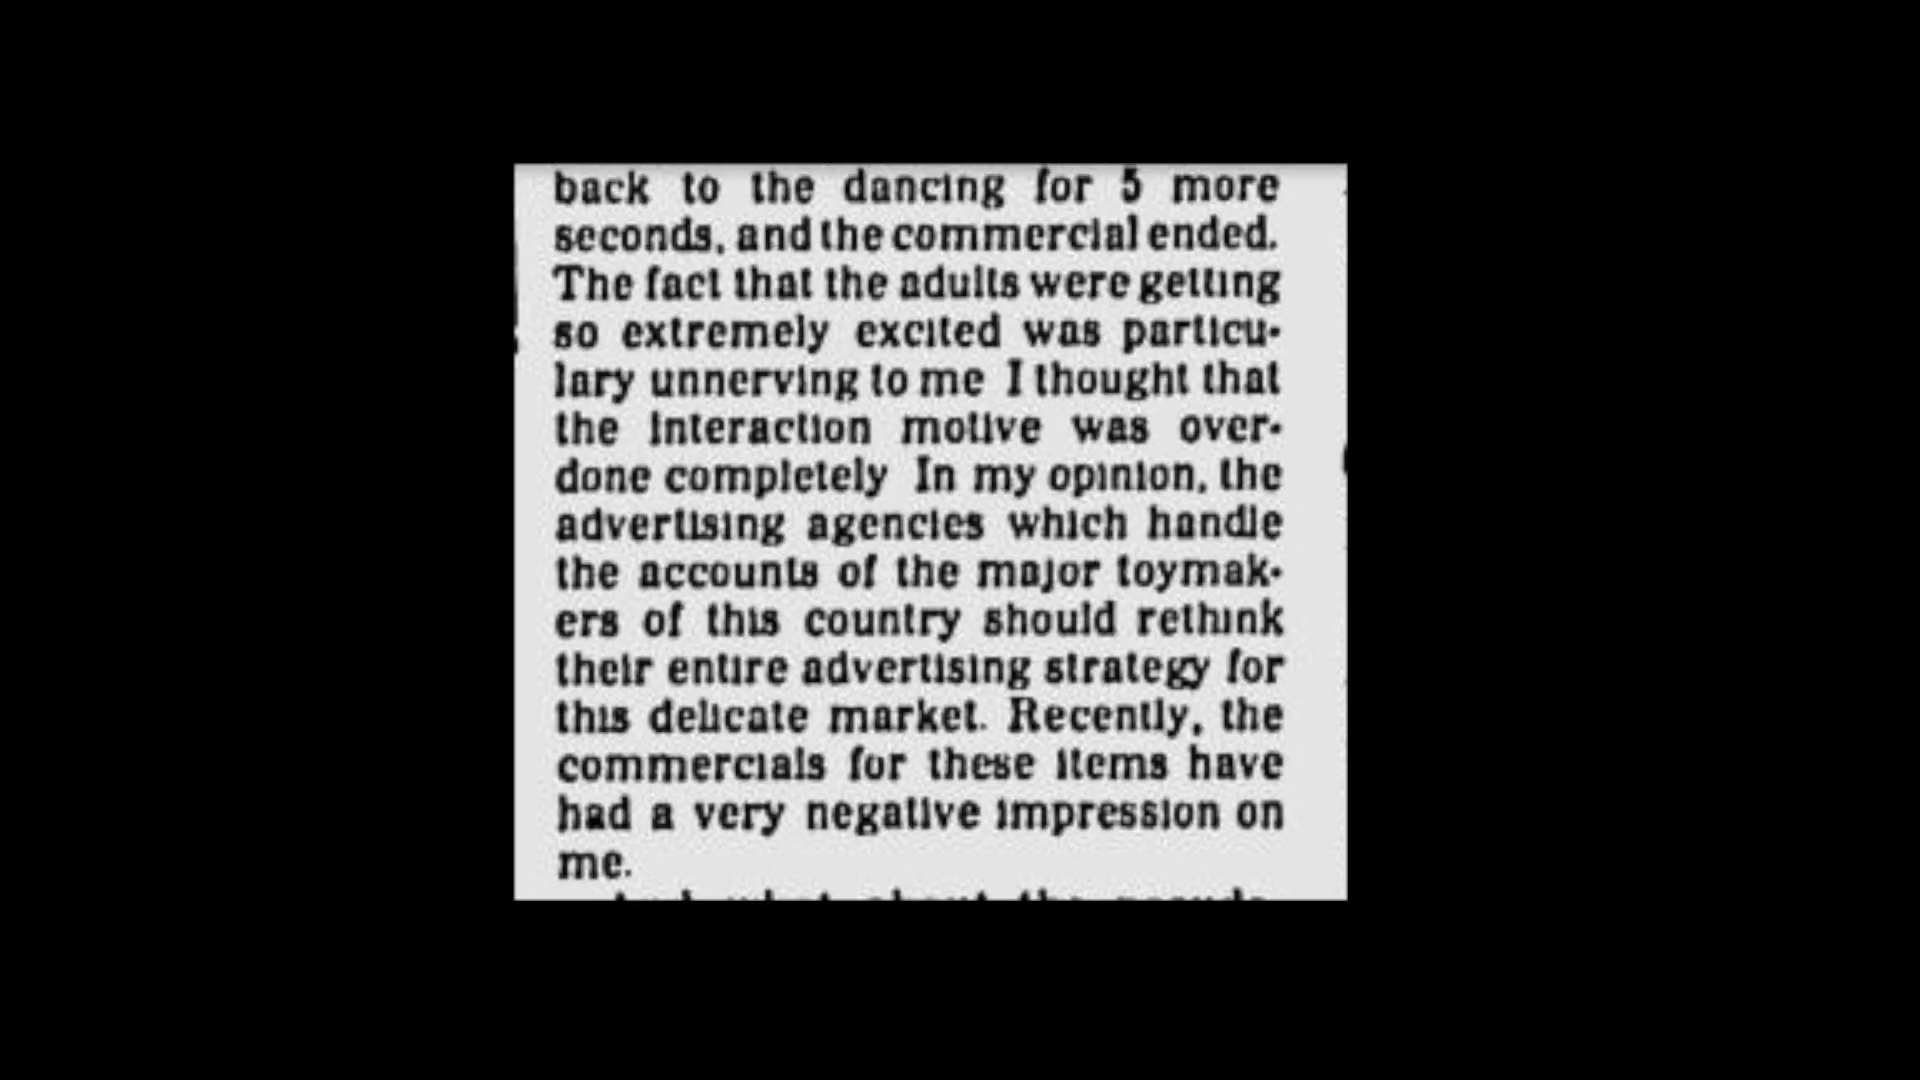 back to the dancing for 5 more
seconds, and the commercial ended.
The fact that the adults were getting
so extremely excited was particu-
lary unnerving to me I thought that
the interaction motive was over-
done completely In my opinion, the
advertising agencies which handle
the accounts of the major toymak-
ers of this country should rethink
their entire advertising strategy for
this delicate market. Recently, the
commercials for these items have
had a very negative impression on
me.
what about the